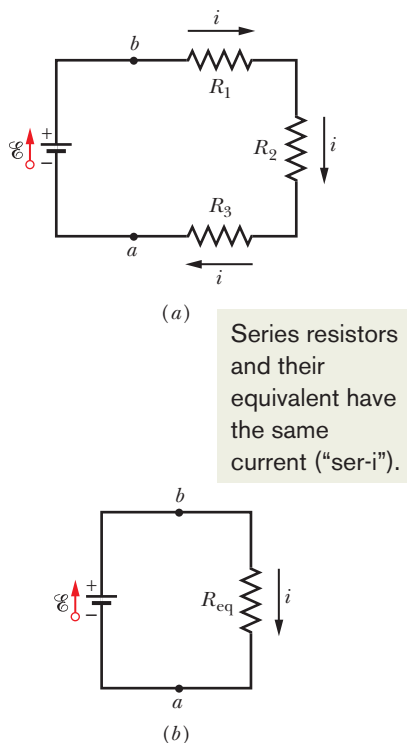 i
b
R1
+
ℰ
−
R2
i
R3
a
i
(a)
Series resistors
and their
equivalent have
the same
current (“ser-i”).
b
+
ℰ
−
Req
i
a
(b)